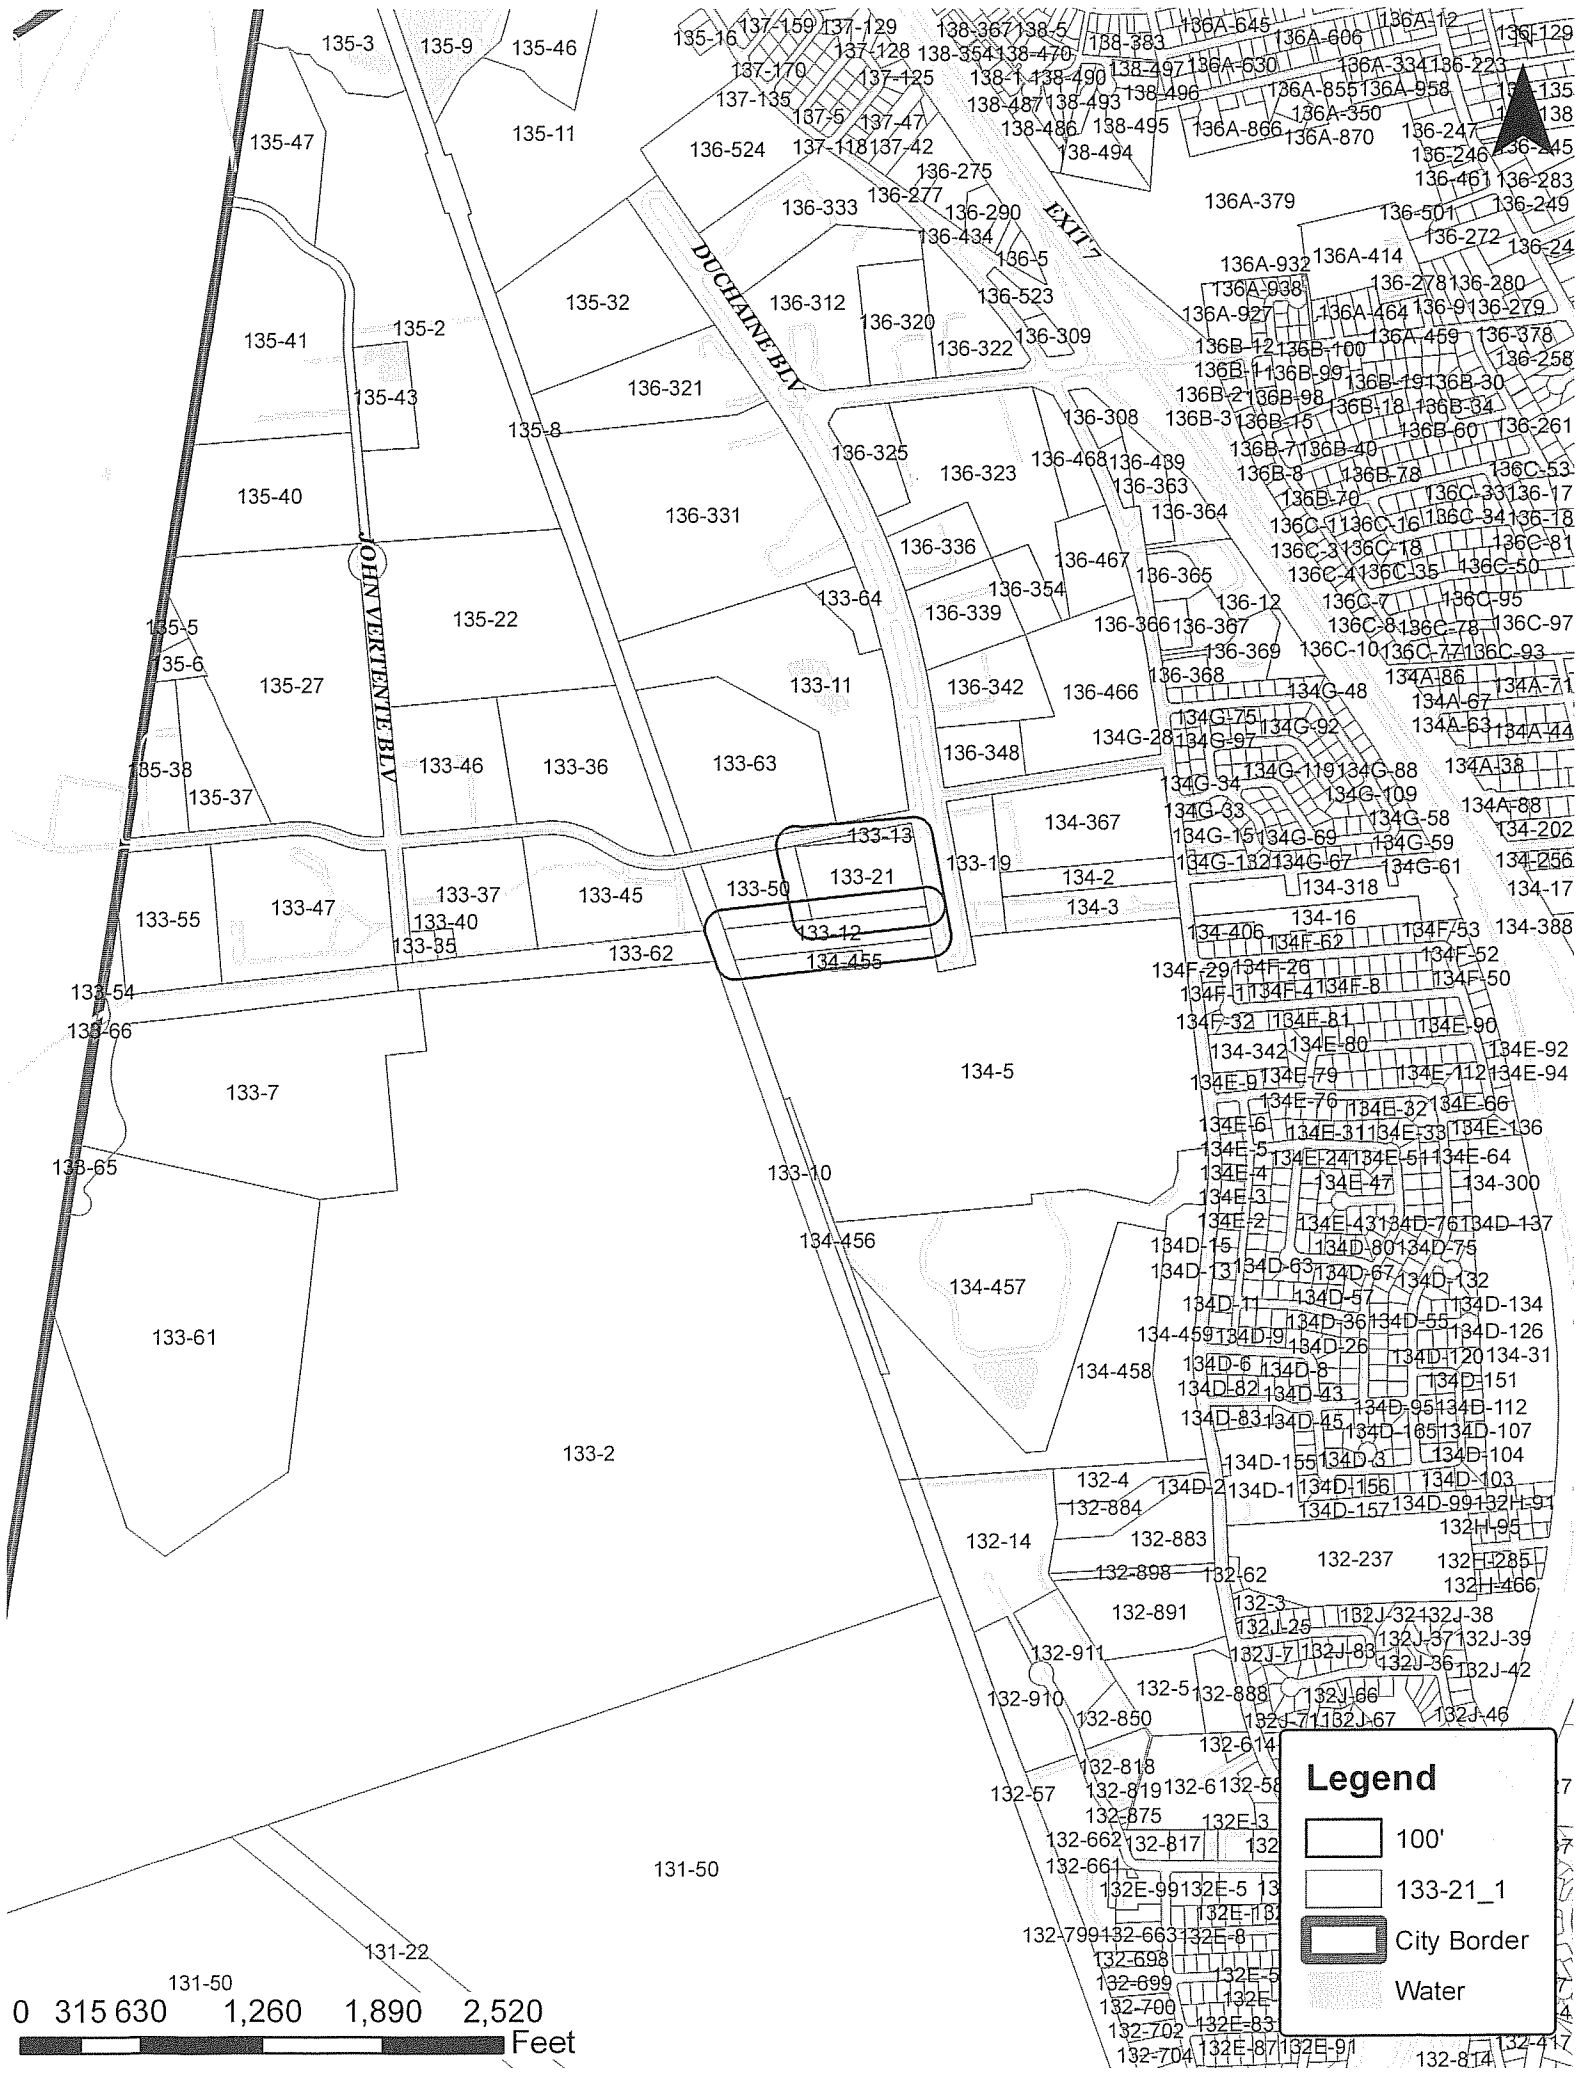 135-3
135-9
135-46
135-16
137-159
137-129
138-367
138-5
136A-645
136A-12
136-129
137-128
138-354
138-470
138-383
136A-606
137-170
137-125
138-1
138-490
138-497
136A-630
136A-334
136-223
137-135
138-487
138-493
138-496
136A-855
136A-958
135-47
135-11
137-5
137-47
138-486
138-495
136A-866
136A-350
136A-870
136-247
136-524
137-118
137-42
138-494
136-246
136-245
136-275
136-461
136-283
136-277
136A-379
136-249
136-333
136-290
EXIT 7
136-501
136-434
136-272
DUCHAINE BLV
136-5
136A-932
136A-414
136-523
136A-938
136-278
136-280
135-32
136-312
136A-927
136A-464
136-9
136-279
135-41
135-2
136-320
136-322
136-309
136B-12
136B-100
136A-459
136-378
136-258
136-321
136B-1
136B-99
136B-19
136B-30
135-43
136B-2
136B-98
136B-18
136B-34
135-8
136-308
136B-3
136B-15
136B-60
136-261
136-325
136-323
136-468
136-439
136B-7
136B-40
136B-8
136B-78
136C-53
135-40
136-331
136-363
136B-70
136C-33
136-17
136-364
136C-1
136C-16
136C-34
136-18
136-336
136-467
136C-3
136C-18
136C-81
JOHN VERTENTE BLV
136-354
136-365
136C-4
136C-35
136C-50
133-64
136-339
136-12
136C-7
136C-95
135-5
135-22
136-366
136-367
136C-8
136C-78
136C-97
135-6
136-369
136C-10
136C-77
136C-93
135-27
133-11
136-342
136-466
136-368
134G-48
134A-86
134A-71
134A-67
134G-75
134G-92
134A-63
134A-44
136-348
134G-28
134G-97
135-38
133-46
133-36
133-63
134G-34
134G-119
134G-88
134A-38
135-37
134G-109
134G-33
134G-58
134A-88
133-13
134-367
134G-15
134G-69
134G-59
134-202
133-19
134G-132
134G-67
134G-61
134-256
133-50
133-21
134-2
134-318
134-17
133-55
133-47
133-37
133-45
134-3
134-16
133-40
133-12
134-406
134F-62
134F-53
134-388
133-35
133-62
134-455
134F-52
134F-29
134F-26
134F-50
133-54
134F-1
134F-4
134F-8
134F-32
134F-81
134E-90
134-342
134E-80
134E-92
133-7
134-5
134E-9
134E-79
134E-112
134E-94
134E-76
134E-32
134E-66
134E-6
134E-31
134E-33
134E-136
133-65
133-10
134E-5
134E-24
134E-51
134E-64
134E-4
134E-47
134-300
134E-3
134E-2
134E-43
134D-76
134D-137
134-456
134D-15
134D-80
134D-75
134-457
134D-13
134D-63
134D-67
134D-132
134D-11
134D-57
134D-134
133-61
134-459
134D-9
134D-36
134D-55
134D-126
134D-26
134D-120
134-31
134-458
134D-6
134D-8
134D-151
134D-82
134D-43
134D-83
134D-45
134D-95
134D-112
133-2
134D-165
134D-107
134D-155
134D-3
134D-104
132-4
134D-2
134D-1
134D-156
134D-103
132-884
134D-157
134D-99
132H-91
132-14
132-883
132H-95
132-898
132-62
132-237
132H-285
132-891
132-3
132H-466
132J-25
132J-32
132J-38
132-911
132J-7
132J-83
132J-37
132J-39
132-910
132-5
132-888
132J-36
132J-42
132J-66
132-850
132J-71
132J-67
132J-46
132-614
132-818
132-57
132-819
132-6
132-58
132-875
132E-3
131-50
132-662
132-817
132-661
132E-99
132E-5
131-22
132-799
132-663
132E-8
132-698
131-50
132-699
132-700
132E-83
132-702
132-704
132E-87
132E-91
132-814
132-417
Legend
100'
133-21_1
City Border
Water
0 315 630 1,260 1,890 2,520
Feet